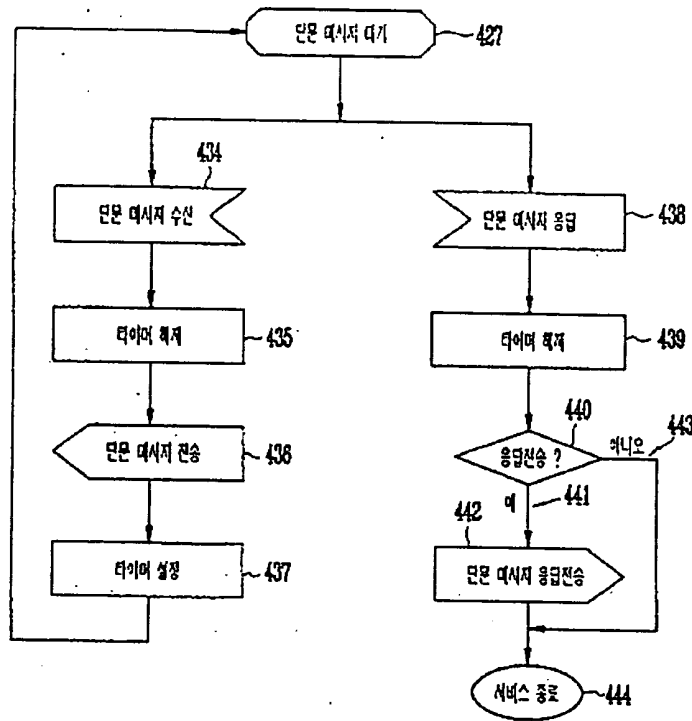 단문 메시지 대기
427
434
단문 메시지 수신
단문 메시지 응답
438
타이머 해제
435
타이머 해제
439
440
443
단문 메시지 전송
436
응답전송 ?
아니오
441
예
442
타이머 설정
437
단문 메시지 응답전송
서비스 종료
444